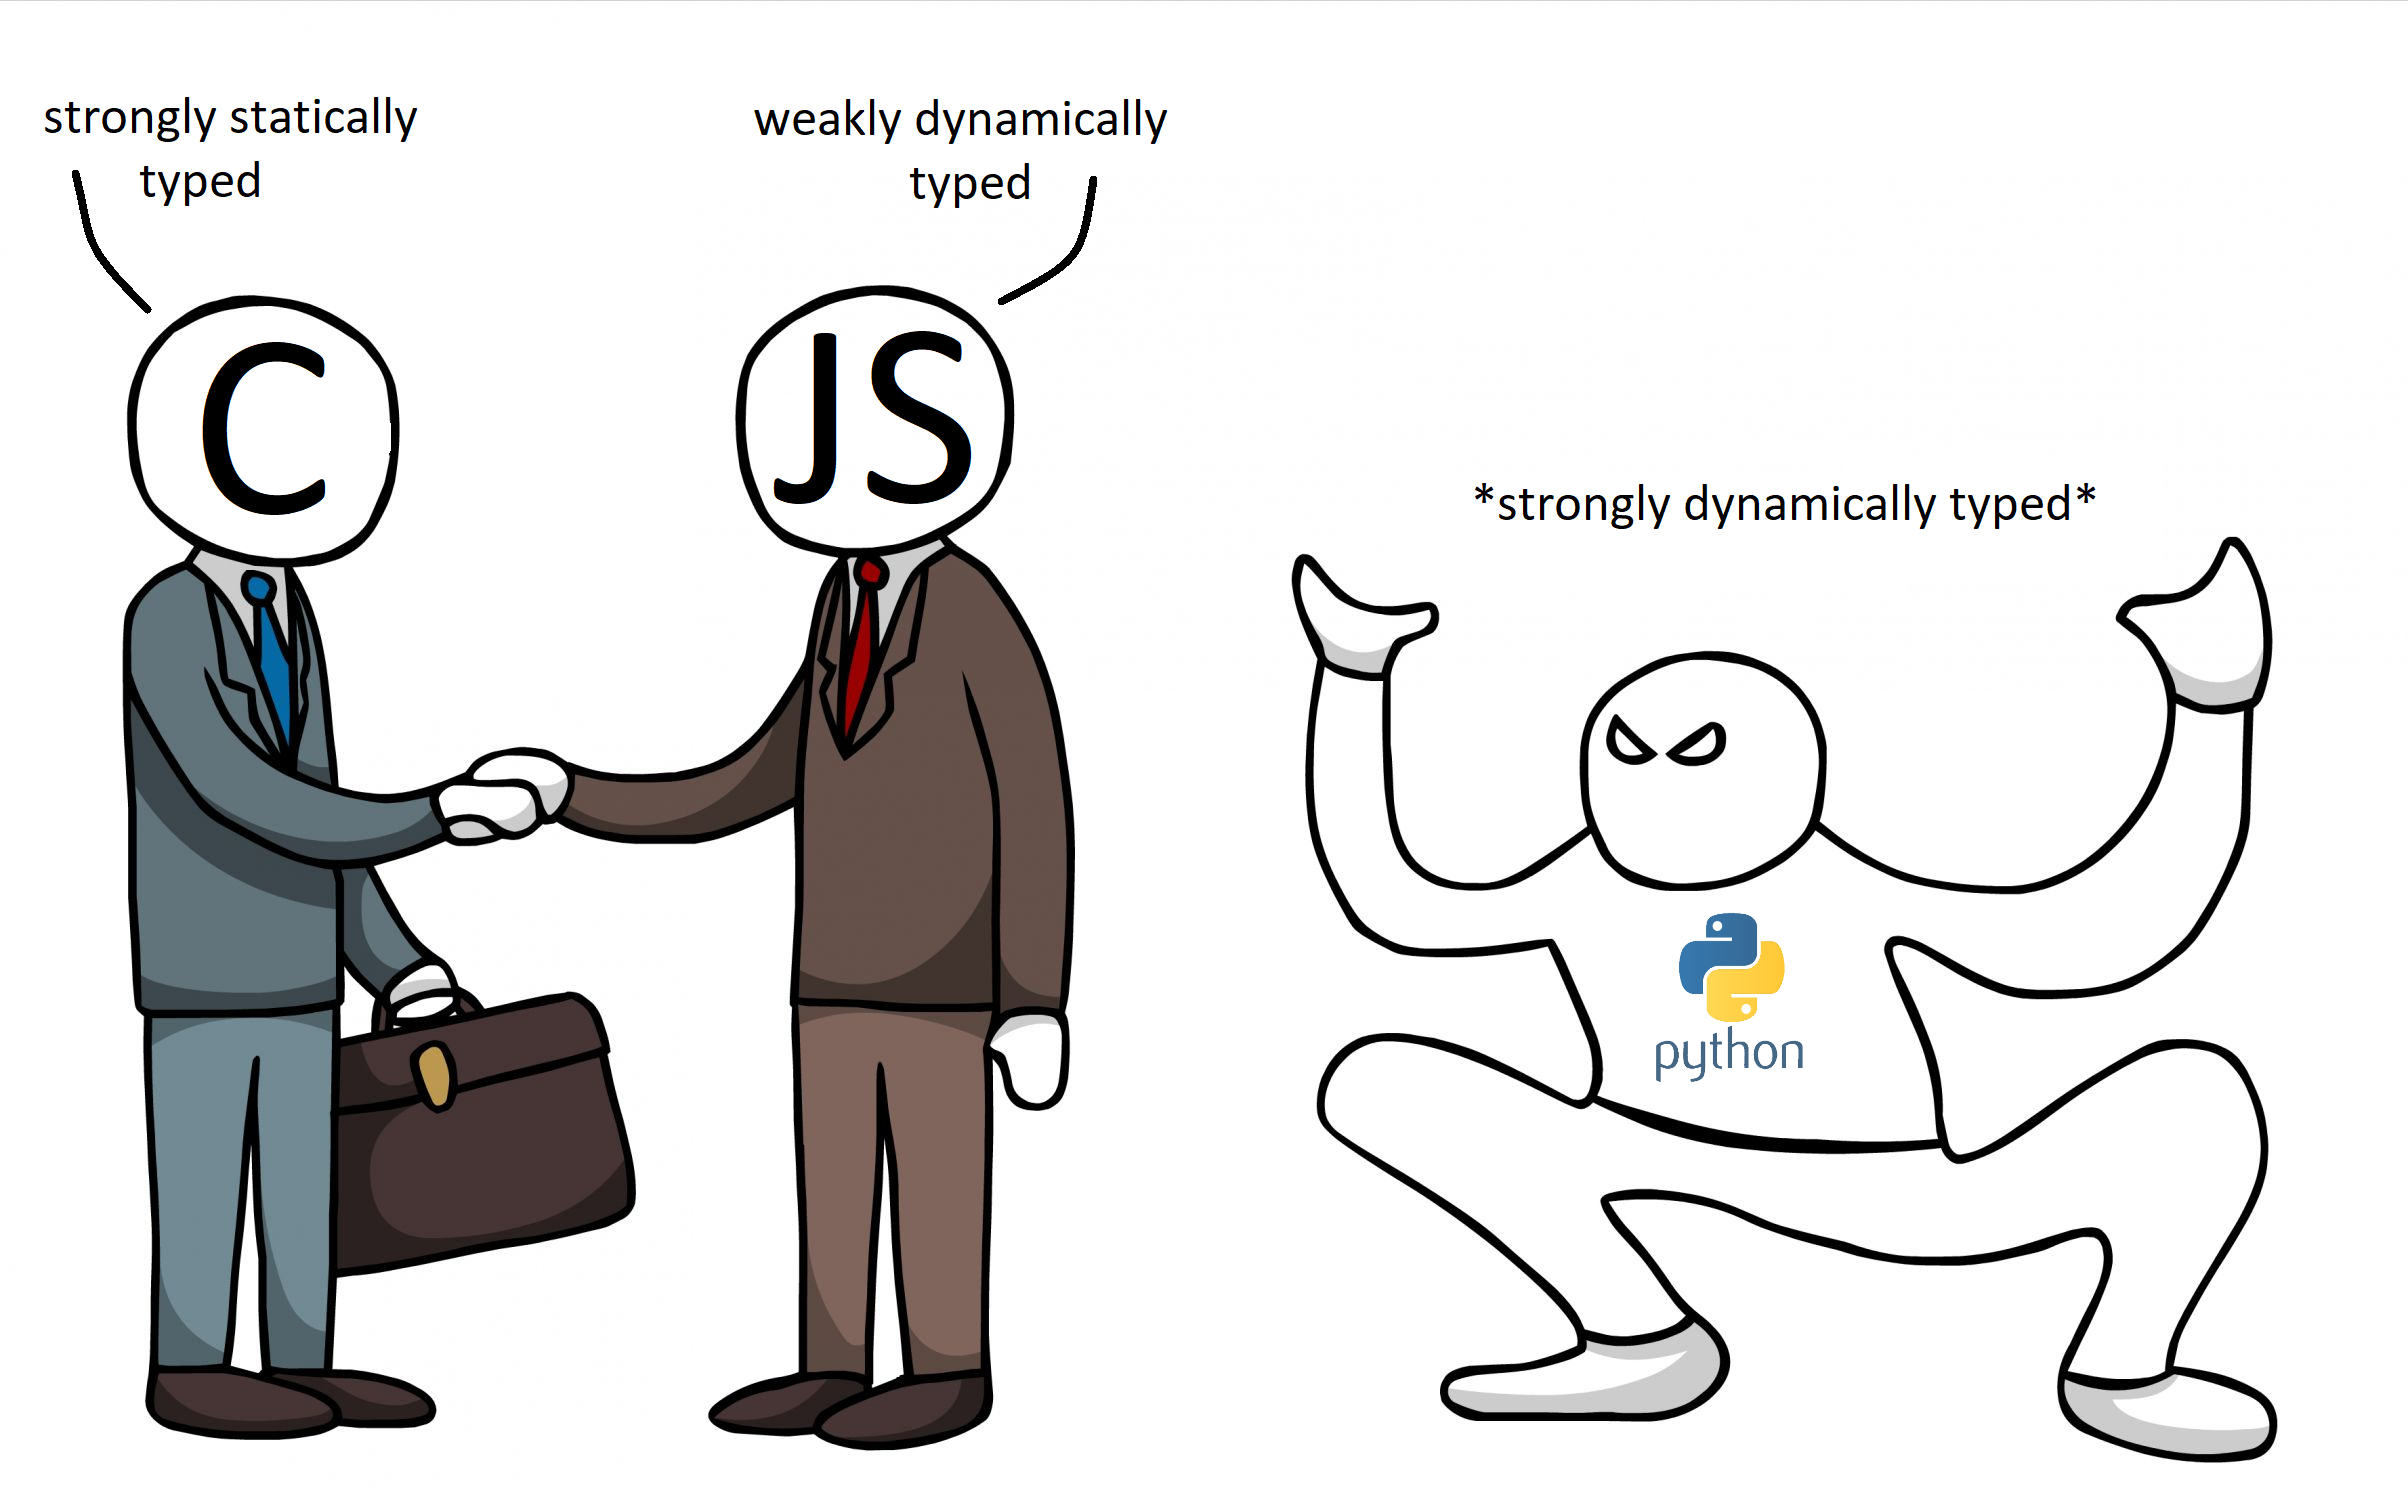 strongly statically
typed
weakly dynamically
typed
C
JS
*strongly dynamically typed*
python